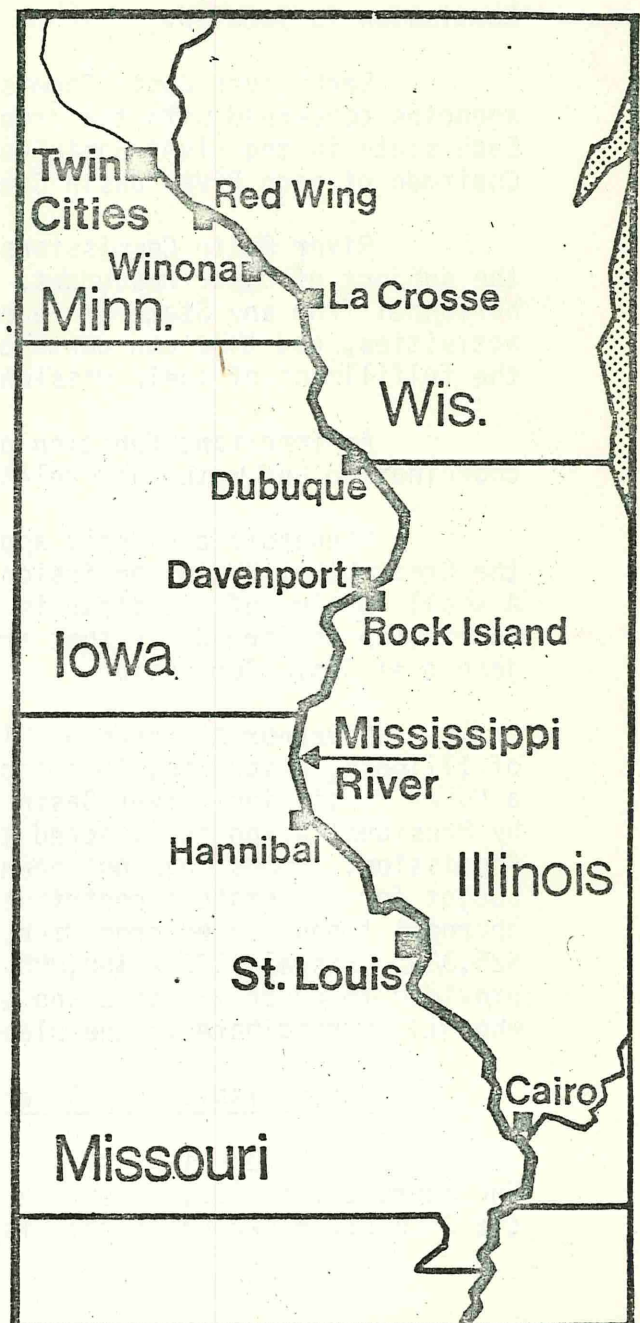 Twin
Cities
Red Wing
Winona
La Crosse
Minn.
Wis.
Dubuque
Davenport
Rock Island
Iowa
Mississippi
River
Hannibal
Illinois
St. Louis
Cairo
Missouri